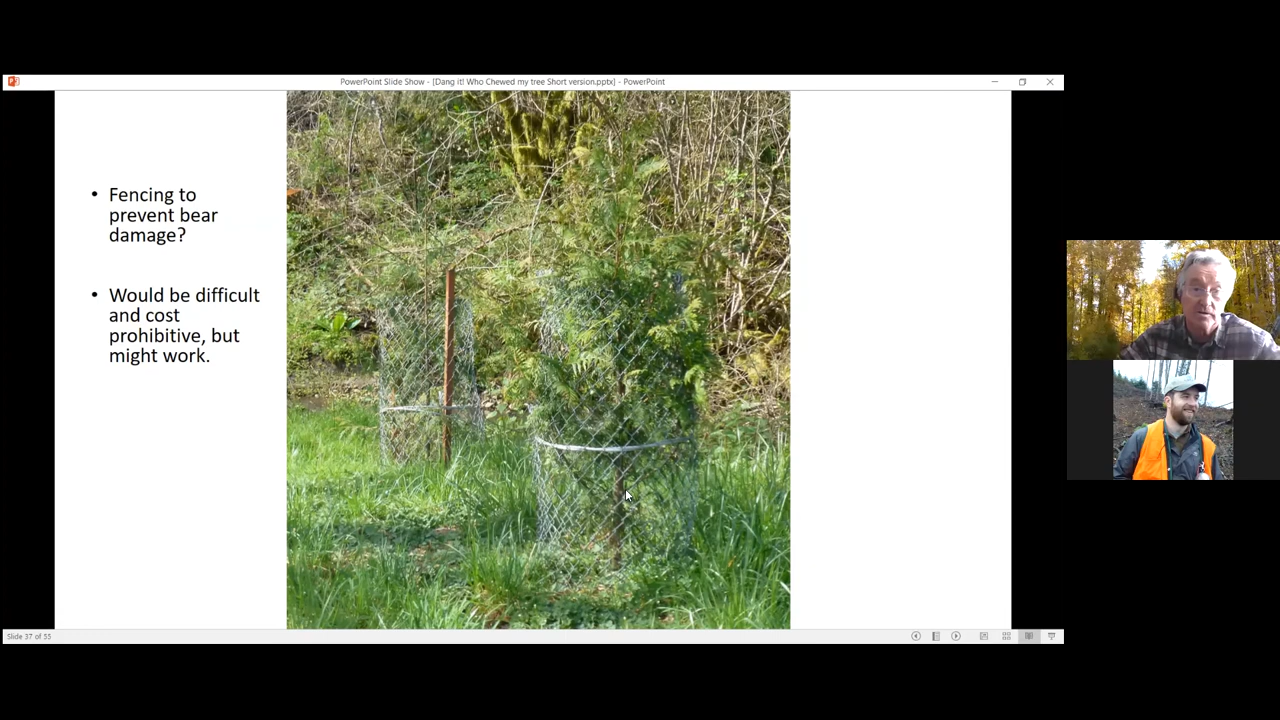 PowerPoint Slide Show - [Dang it! Who Chewed my tree Short version.pptx] - PowerPoint
• Fencing to
prevent bear
damage?
• Would be difficult
and cost
prohibitive, but
might work.
Slide 37 of 55